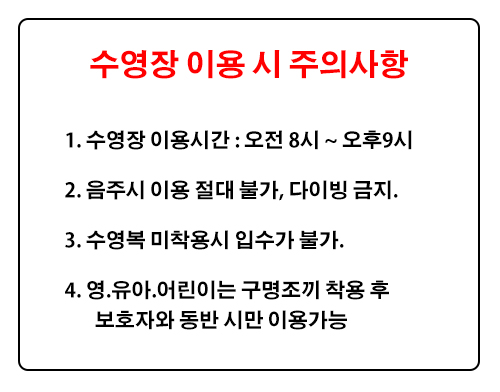 수영장 이용 시 주의사항
1. 수영장 이용시간 : 오전 8시 ~ 오후9시
2. 음주시 이용 절대 불가, 다이빙 금지.
3. 수영복 미착용시 입수가 불가.
4. 영.유아.어린이는 구명조끼 착용 후
보호자와 동반 시만 이용가능